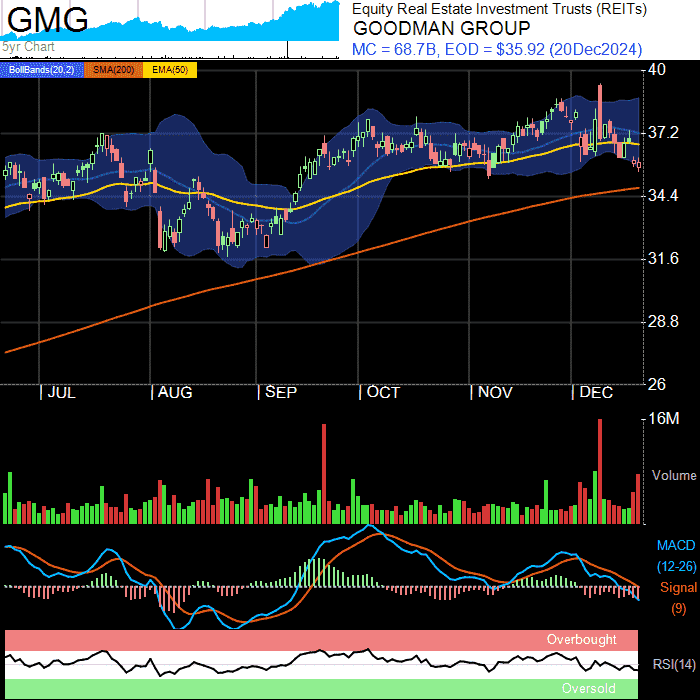 GMG
5yr Chart
Equity Real Estate Investment Trusts (REITs)
GOODMAN GROUP
MC = 68.7B, EOD = $35.92 (20Dec2024)
BollBands(20,2) SMA(200) EMA(50)
40
37.2
34.4
31.6
28.8
26
JUL AUG SEP OCT NOV DEC
16M
Volume
MACD
(12-26)
Signal
(9)
Overbought
RSI(14)
Oversold